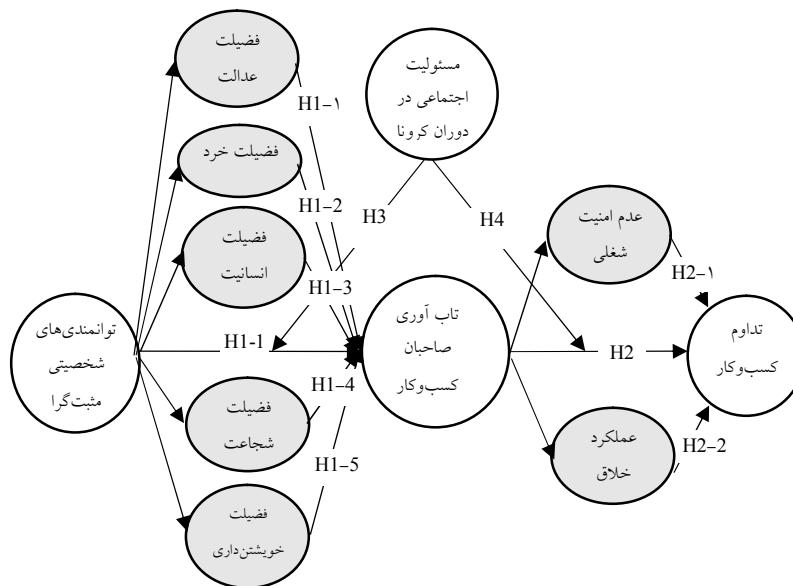 فضیلت
عدالت
مسئولیت
اجتماعی در
دوران کرونا
H1-۱
فضیلت خرد
H1-2
H3
H4
فضیلت
انسانیت
عدم امنیت
شغلی
H2-۱
H1-3
توانمندی‌های
شخصیتی
مثبت‌گرا
H1-1
تاب آوری
صاحبان
کسب‌وکار
H2
تداوم
کسب‌وکار
H1-4
فضیلت
شجاعت
عملکرد
خلاق
H2-2
H1-5
فضیلت
خویشتن‌داری